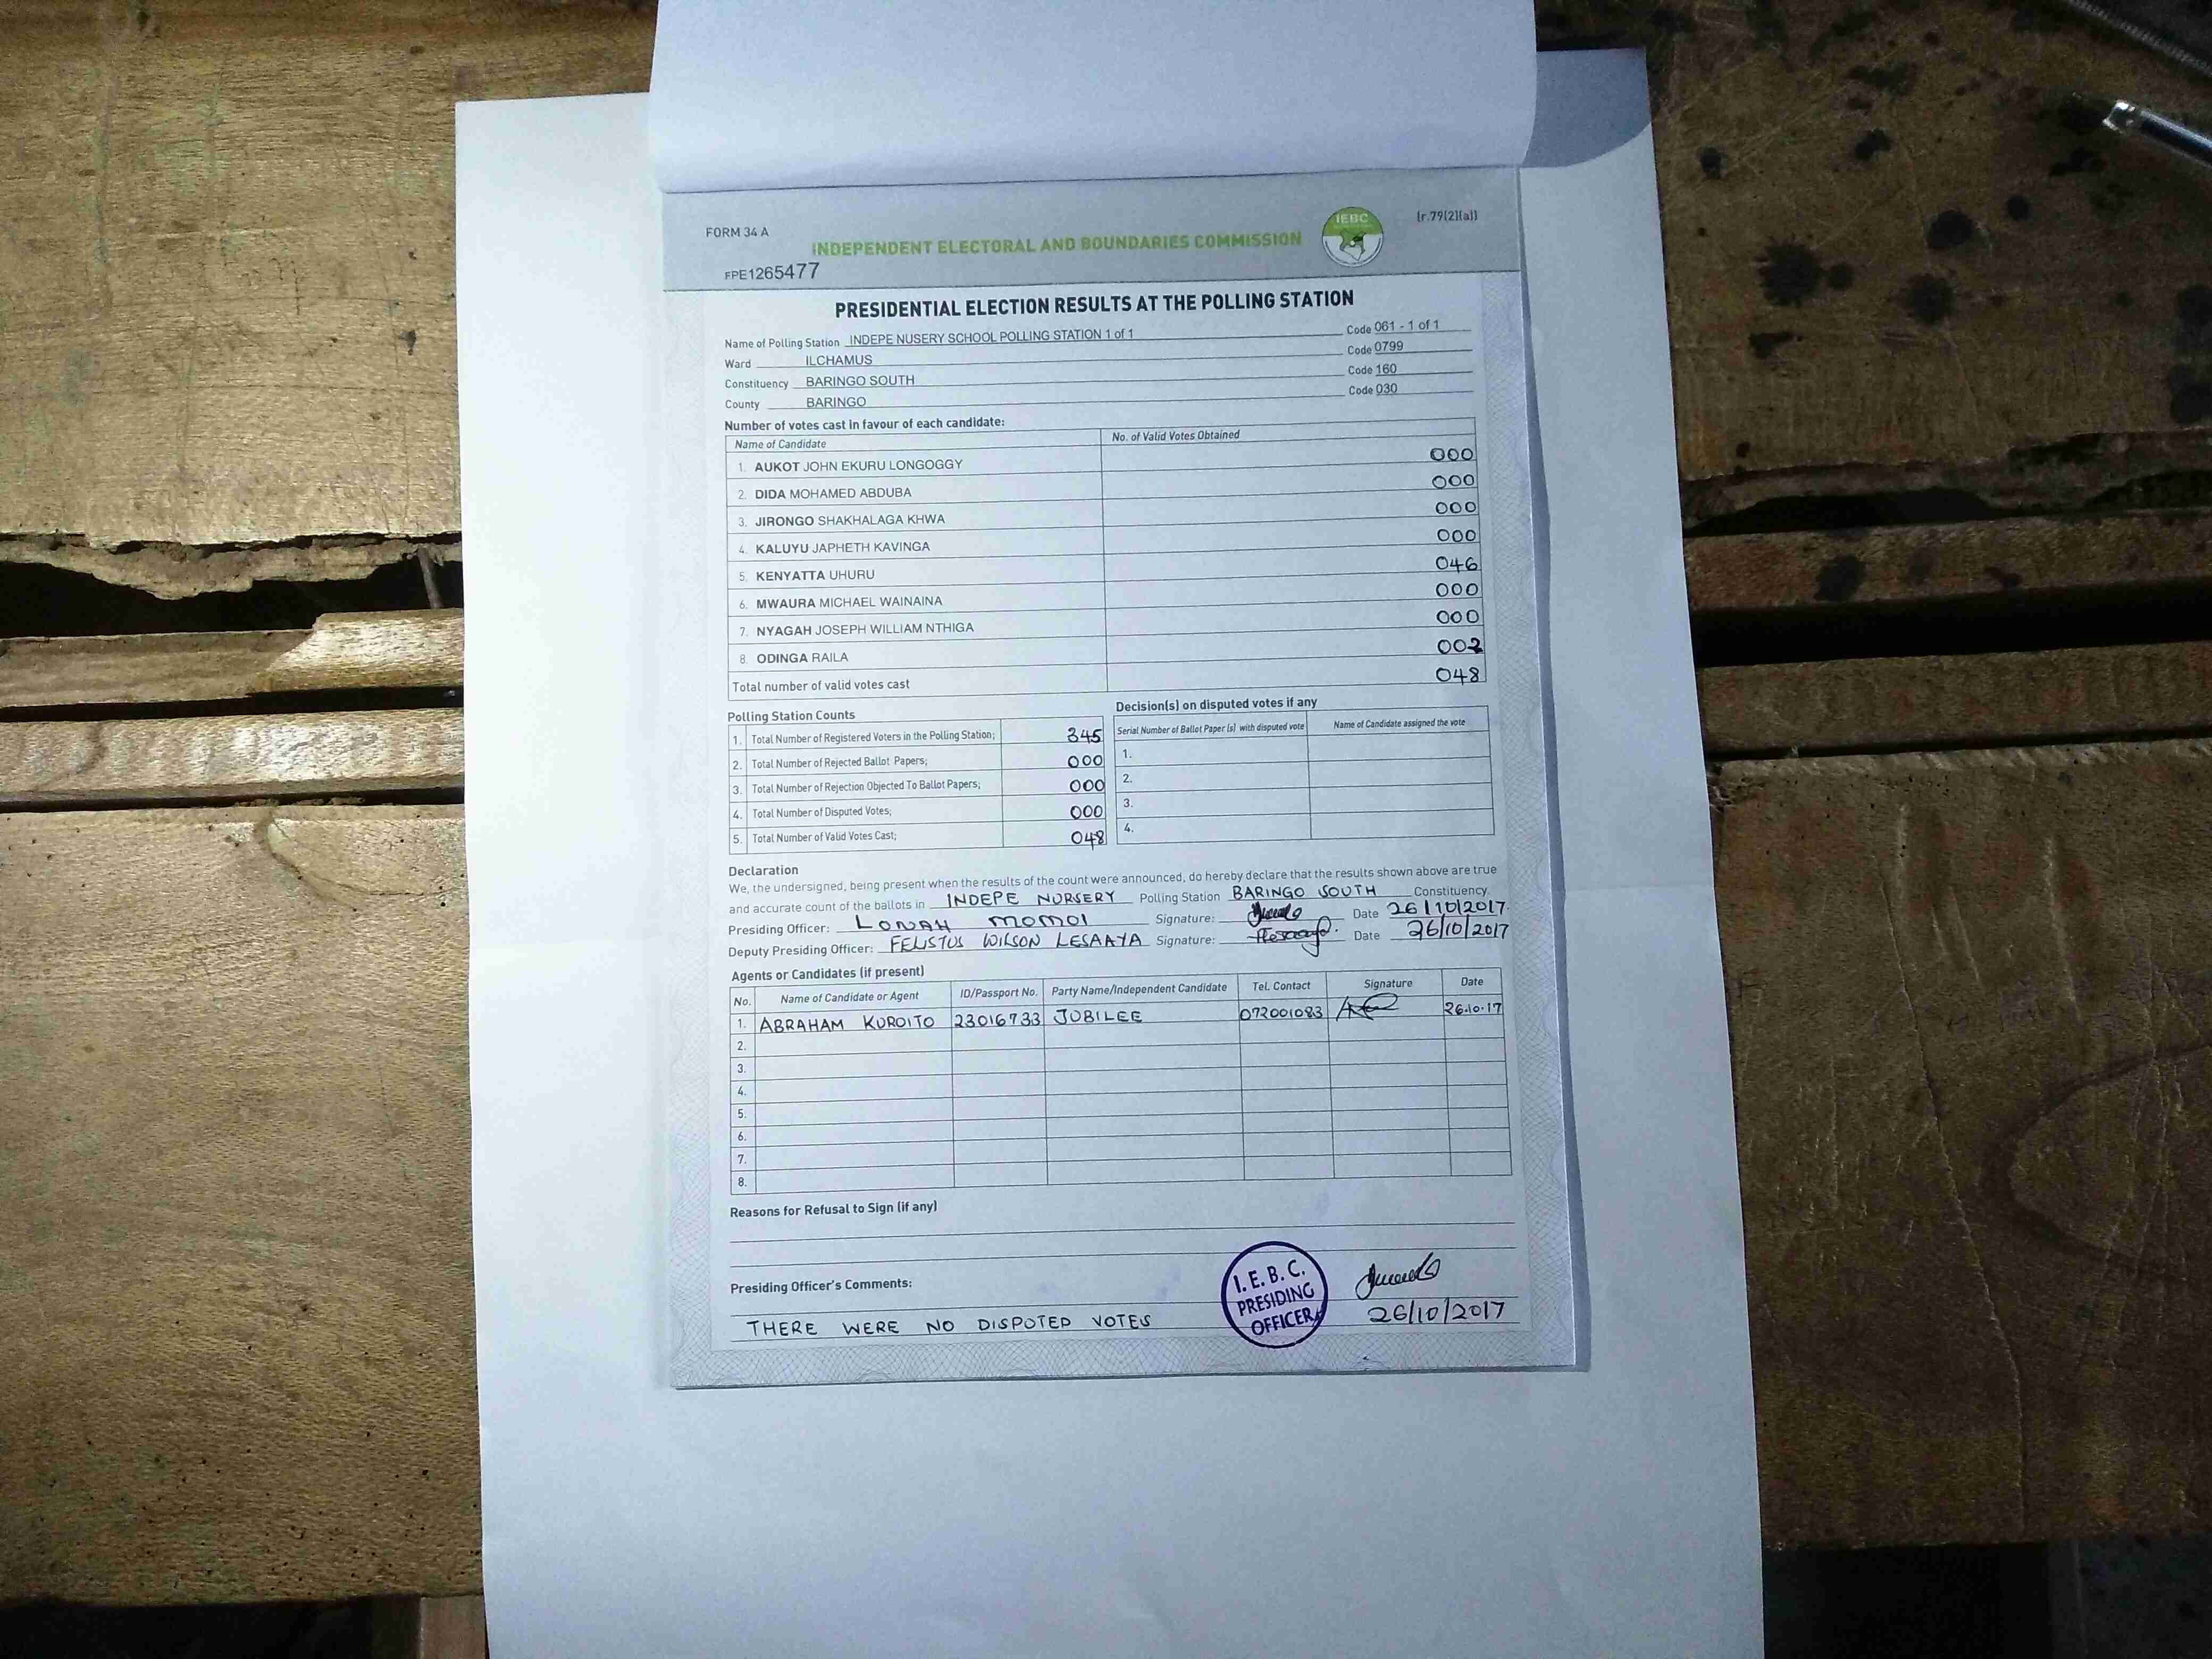 FORM 34 A
INDEPENDENT ELECTORAL AND BOUNDARIES COMMISSION
IEBC
(r.79(2)(a))
FPE1265477
PRESIDENTIAL ELECTION RESULTS AT THE POLLING STATION
Name of Polling Station INDEPE NUSERY SCHOOL POLLING STATION 1 of 1 Code 061 - 1 of 1
Ward ILCHAMUS Code 0799
Constituency BARINGO SOUTH Code 160
County BARINGO Code 030
Number of votes cast in favour of each candidate:
Name of Candidate No. of Valid Votes Obtained
1. AUKOT JOHN EKURU LONGOGGY 000
2. DIDA MOHAMED ABDUBA 000
3. JIRONGO SHAKHALAGA KHWA 000
4. KALUYU JAPHETH KAVINGA 000
5. KENYATTA UHURU 046
6. MWAURA MICHAEL WAINAINA 000
7. NYAGAH JOSEPH WILLIAM NTHIGA 000
8. ODINGA RAILA 002
Total number of valid votes cast 048
Polling Station Counts
1. Total Number of Registered Voters in the Polling Station; 345
2. Total Number of Rejected Ballot Papers; 000
3. Total Number of Rejection Objected To Ballot Papers; 000
4. Total Number of Disputed Votes; 000
5. Total Number of Valid Votes Cast; 048
Decision(s) on disputed votes if any
Serial Number of Ballot Paper (s) with disputed vote Name of Candidate assigned the vote
1.
2.
3.
4.
Declaration
We, the undersigned, being present when the results of the count were announced, do hereby declare that the results shown above are true
and accurate count of the ballots in INDEPE NURSERY Polling Station BARINGO SOUTH Constituency.
Presiding Officer: LONAH MOMOI Signature: Date 26/10/2017.
Deputy Presiding Officer: FELISTUS WILSON LESAAYA Signature: Date 26/10/2017
Agents or Candidates (if present)
No. Name of Candidate or Agent ID/Passport No. Party Name/Independent Candidate Tel. Contact Signature Date
1. ABRAHAM KUROITO 23016733 JUBILEE 072001083 26.10.17
2.
3.
4.
5.
6.
7.
8.
Reasons for Refusal to Sign (if any)
Presiding Officer's Comments:
THERE WERE NO DISPOTED VOTES
I.E.B.C.
PRESIDING
OFFICER
26/10/2017